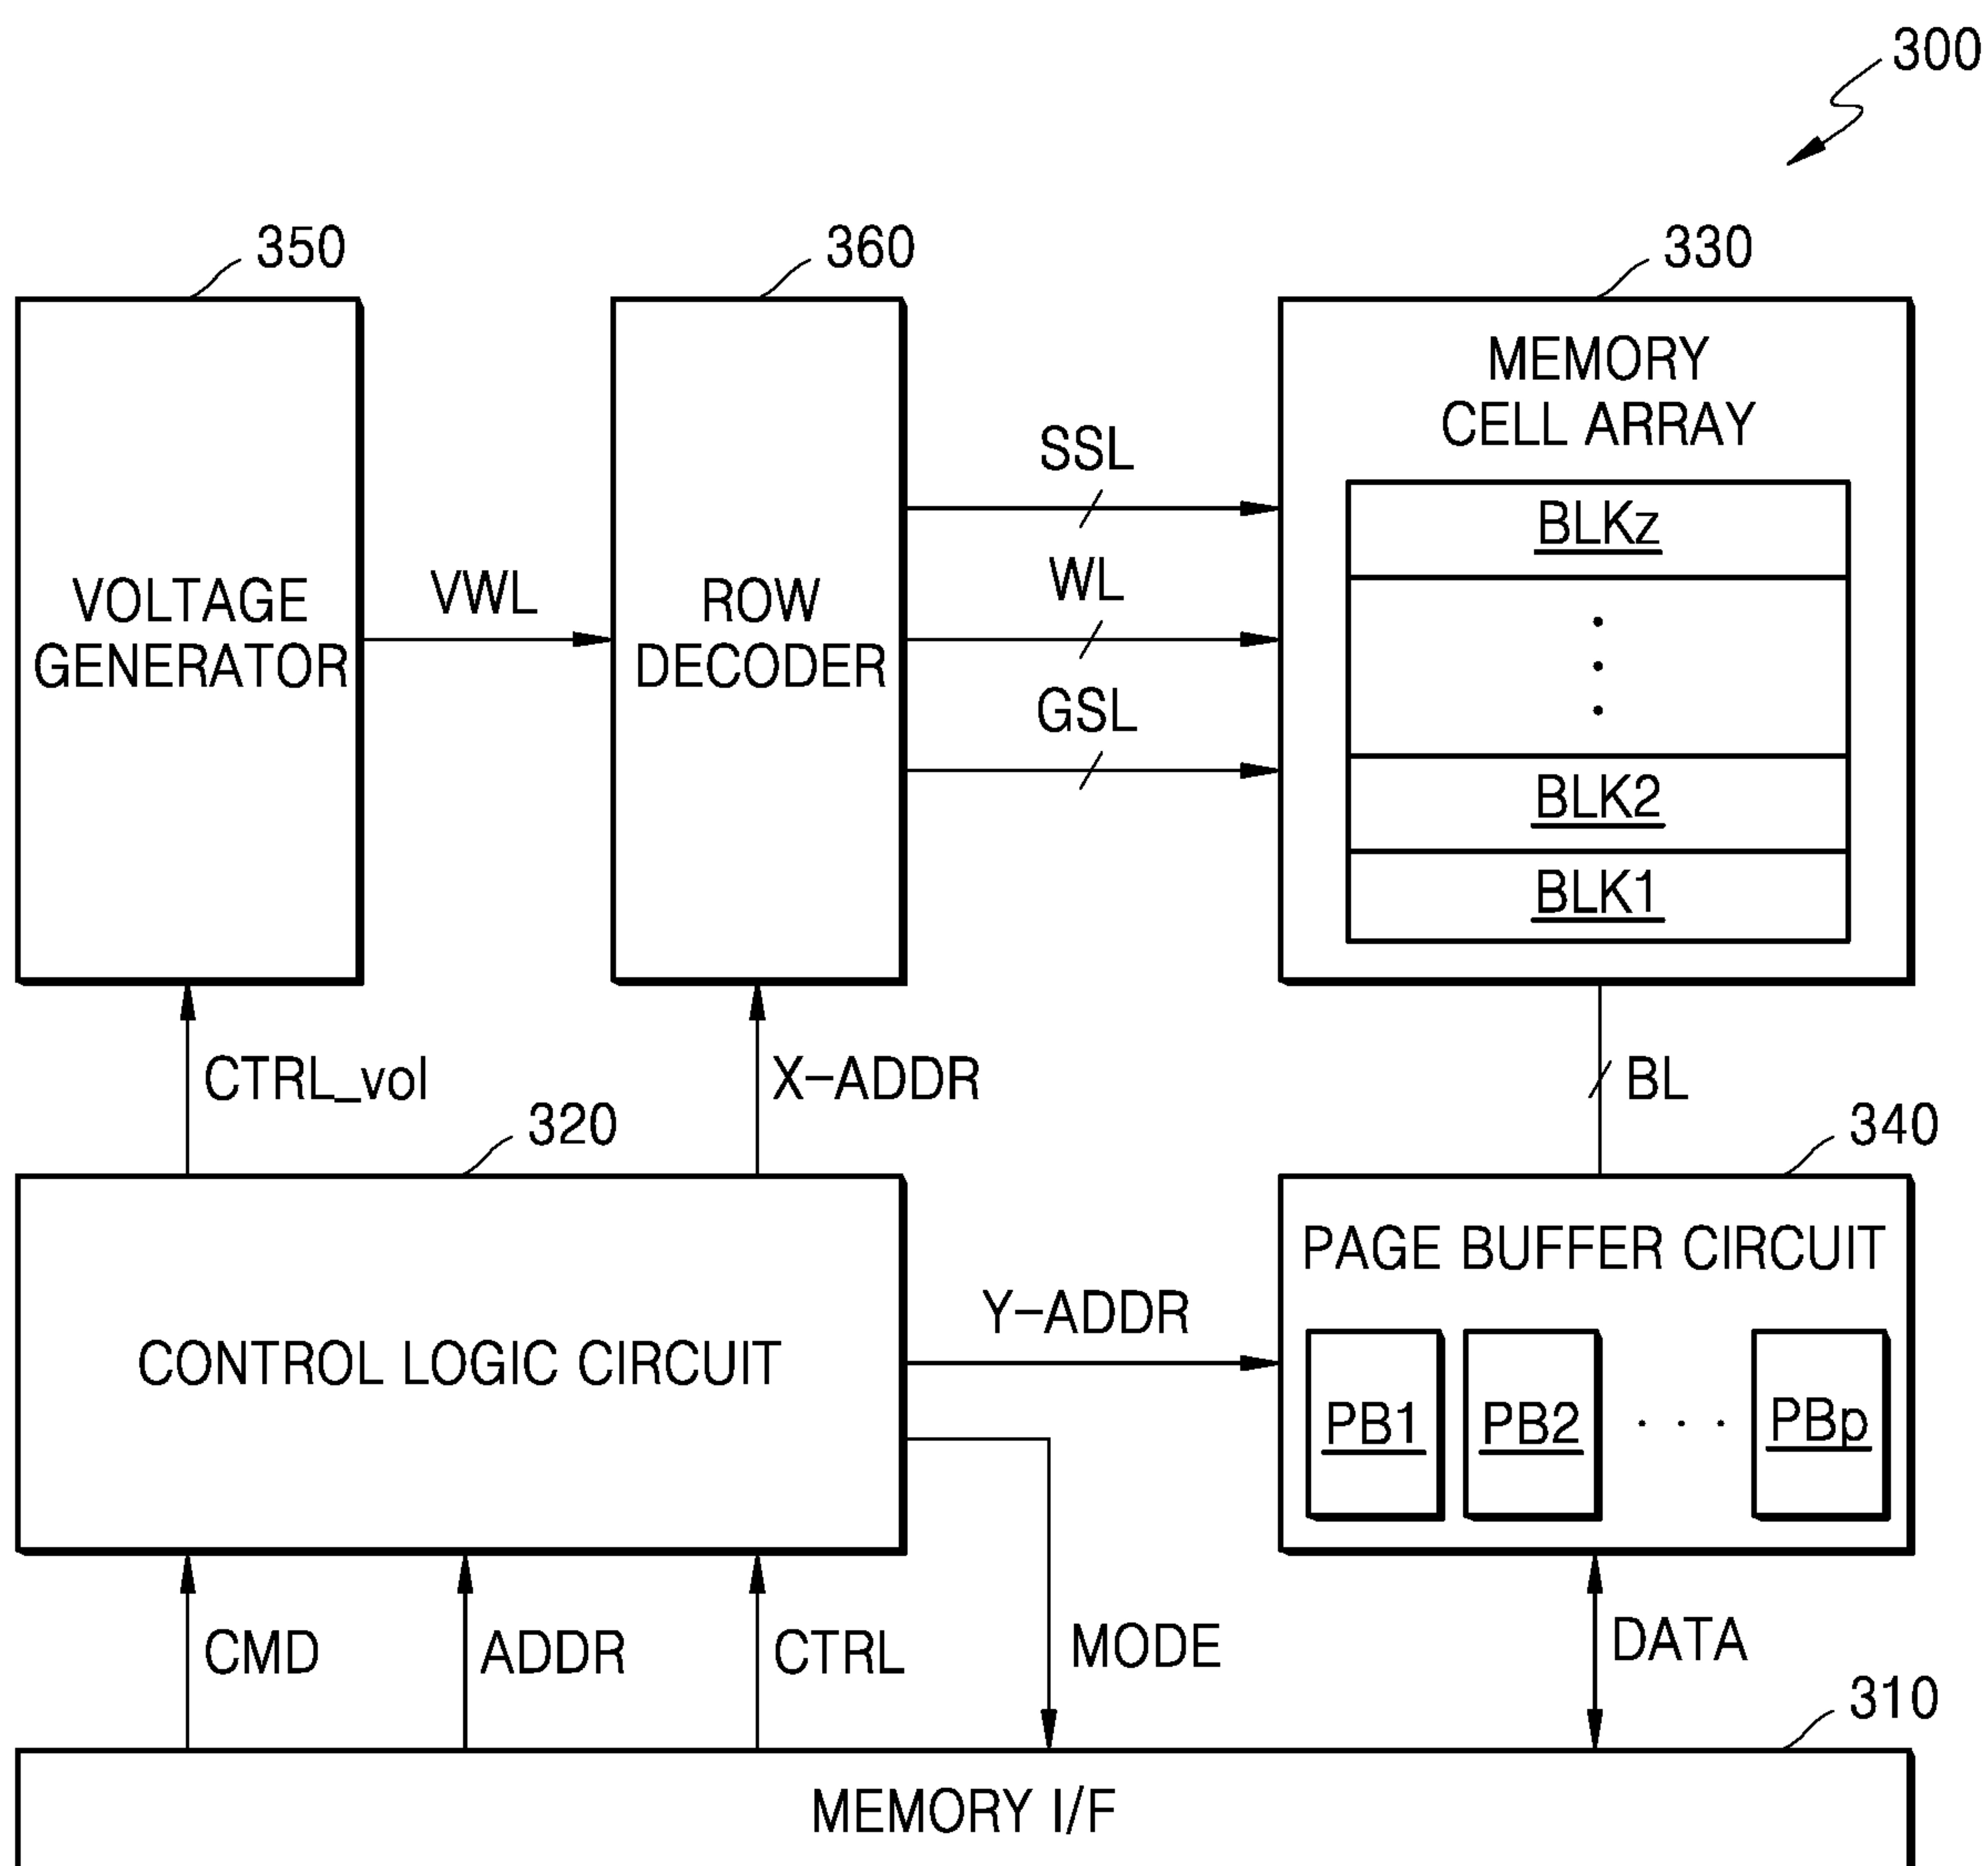 300
350
360
330
VOLTAGE
GENERATOR
VWL
ROW
DECODER
SSL
WL
GSL
MEMORY
CELL ARRAY
BLKz
BLK2
BLK1
CTRL_vol
X-ADDR
BL
320
340
CONTROL LOGIC CIRCUIT
Y-ADDR
PAGE BUFFER CIRCUIT
PB1
PB2
· · ·
PBp
CMD
ADDR
CTRL
MODE
DATA
310
MEMORY I/F